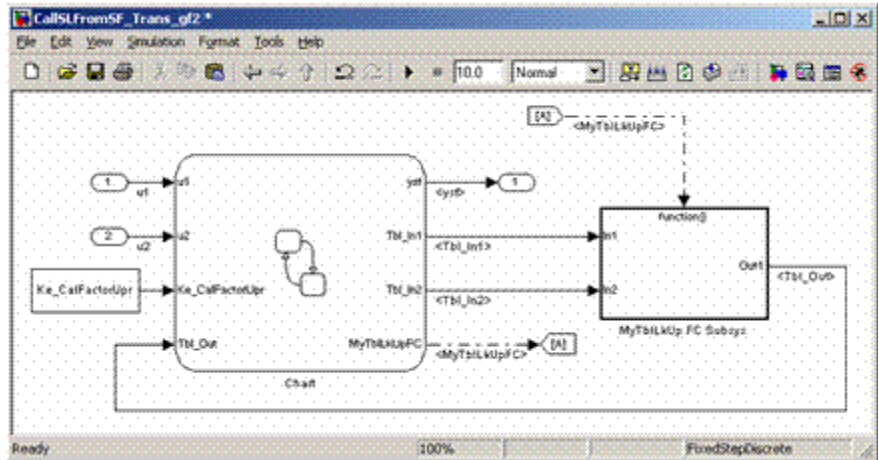 CallSLFromSF_Trans_gf2 *
File Edit View Simulation Format Tools Help
10.0 Normal
[A]
<MyTblLkUpFC>
1
u1
u1
yst
<yst>
1
function()
2
u2
u2
Tbl_In1
<Tbl_In1>
In1
Out1
<Tbl_Out>
Ke_CalFactorUpr
Ke_CalFactorUpr
Tbl_In2
<Tbl_In2>
In2
MyTblLkUp FC Subsys
Tbl_Out
MyTblLkUpFC
<MyTblLkUpFC>
[A]
Chart
Ready 100% FixedStepDiscrete